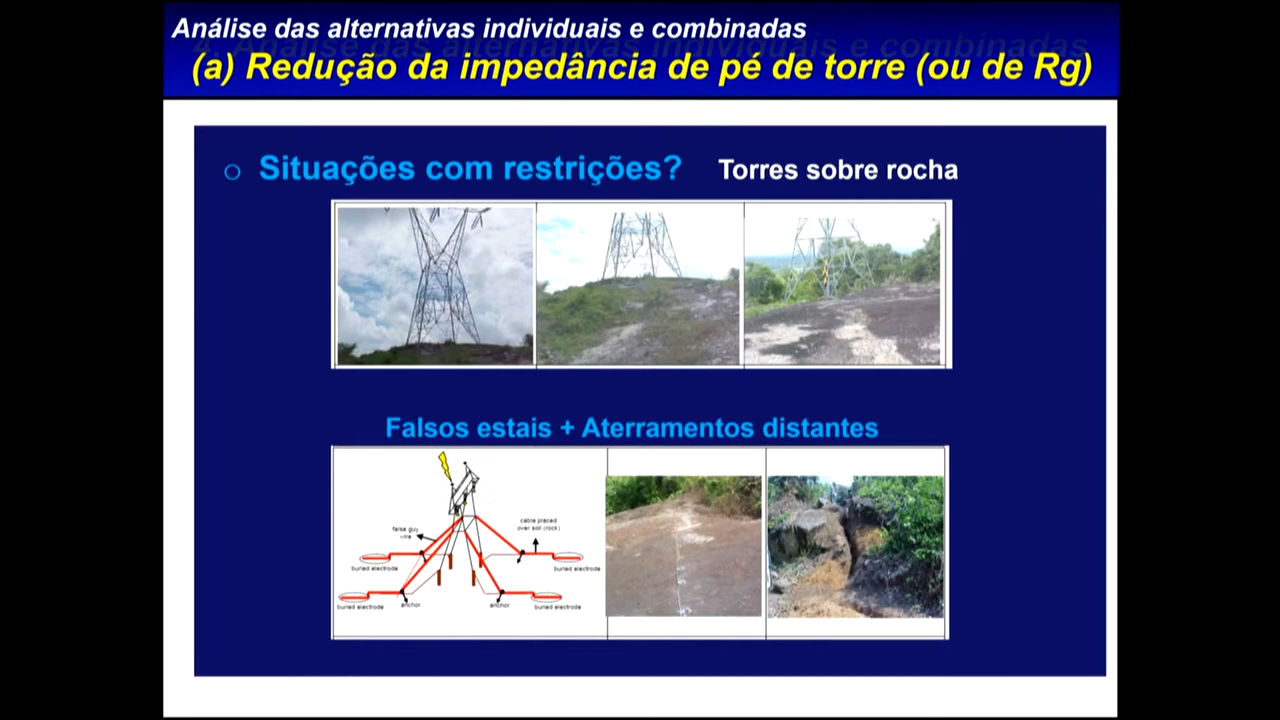 Análise das alternativas individuais e combinadas
(a) Redução da impedância de pé de torre (ou de Rg)
Situações com restrições? Torres sobre rocha
Falsos estais + Aterramentos distantes
false guy
wire
cable placed
over soil (rock)
buried electrode
buried electrode
buried electrode
anchor
anchor
buried electrode